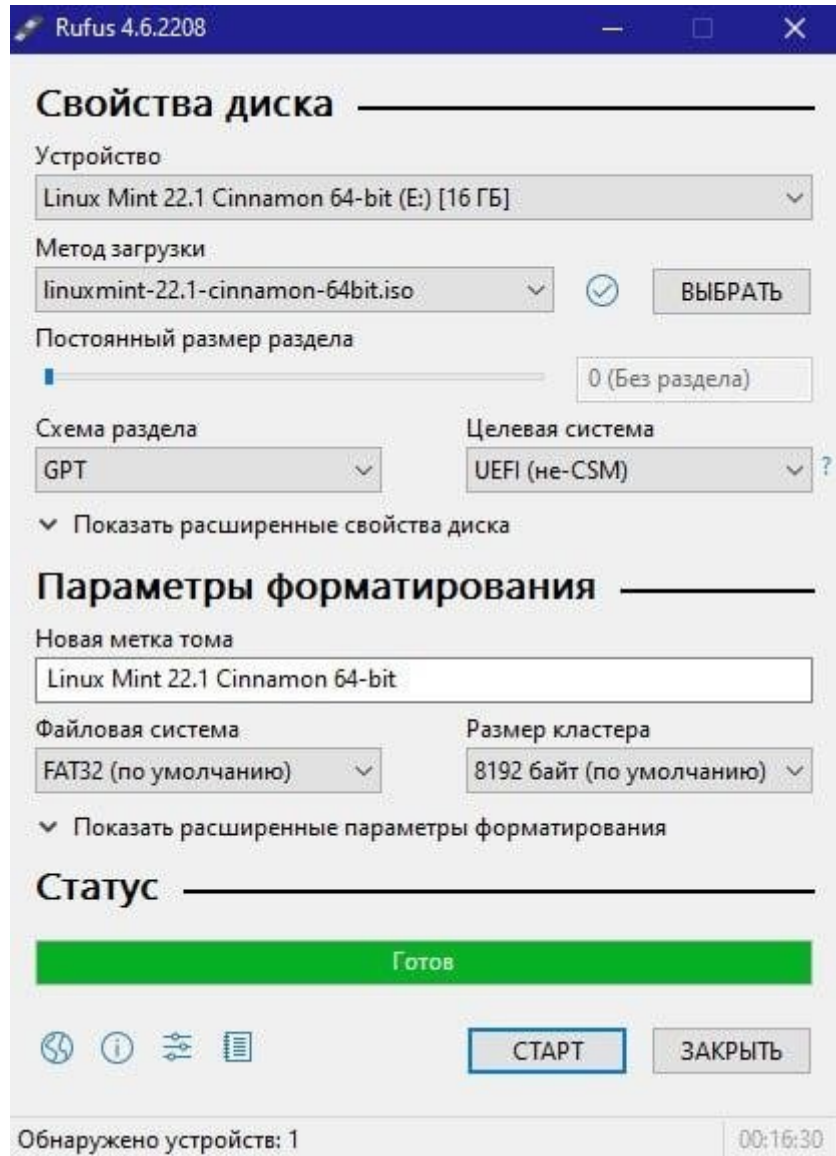 Rufus 4.6.2208
Свойства диска
Устройство
Linux Mint 22.1 Cinnamon 64-bit (E:) [16 ГБ]
Метод загрузки
linuxmint-22.1-cinnamon-64bit.iso
ВЫБРАТЬ
Постоянный размер раздела
0 (Без раздела)
Схема раздела
Целевая система
GPT
UEFI (не-CSM)
?
Показать расширенные свойства диска
Параметры форматирования
Новая метка тома
Linux Mint 22.1 Cinnamon 64-bit
Файловая система
Размер кластера
FAT32 (по умолчанию)
8192 байт (по умолчанию)
Показать расширенные параметры форматирования
Статус
Готов
СТАРТ
ЗАКРЫТЬ
Обнаружено устройств: 1
00:16:30